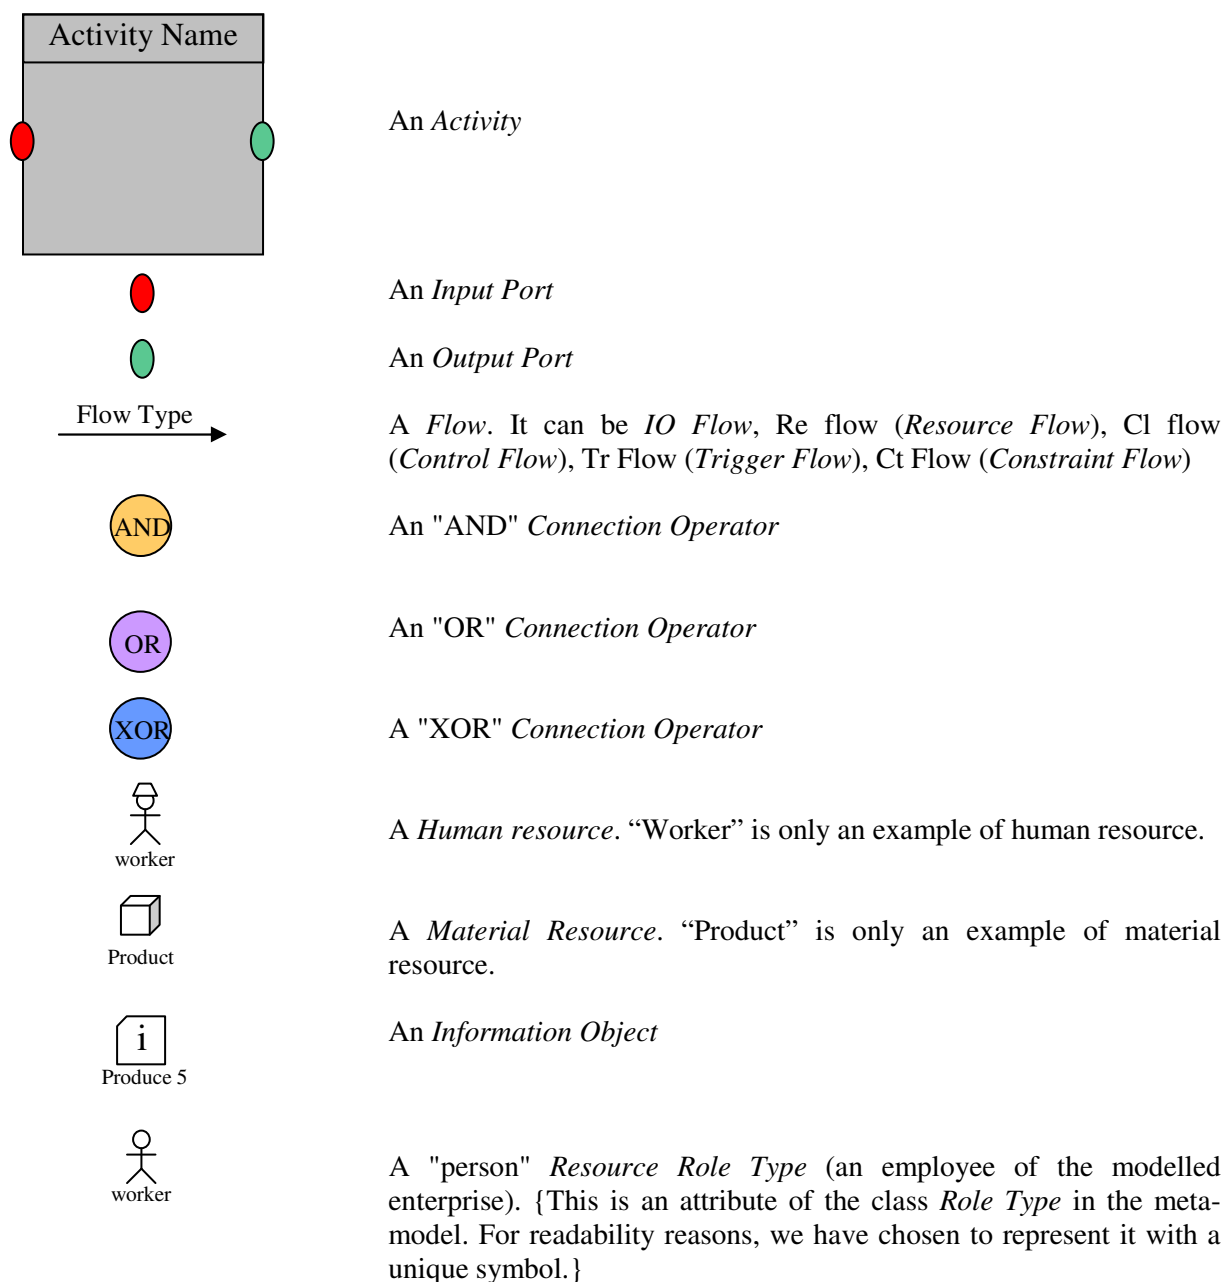 Activity Name
An Activity
An Input Port
An Output Port
Flow Type
A Flow. It can be IO Flow, Re flow (Resource Flow), Cl flow
(Control Flow), Tr Flow (Trigger Flow), Ct Flow (Constraint Flow)
AND
An "AND" Connection Operator
OR
An "OR" Connection Operator
XOR
A "XOR" Connection Operator
worker
A Human resource. “Worker” is only an example of human resource.
Product
A Material Resource. “Product” is only an example of material
resource.
i
Produce 5
An Information Object
worker
A "person" Resource Role Type (an employee of the modelled
enterprise). {This is an attribute of the class Role Type in the meta-
model. For readability reasons, we have chosen to represent it with a
unique symbol.}